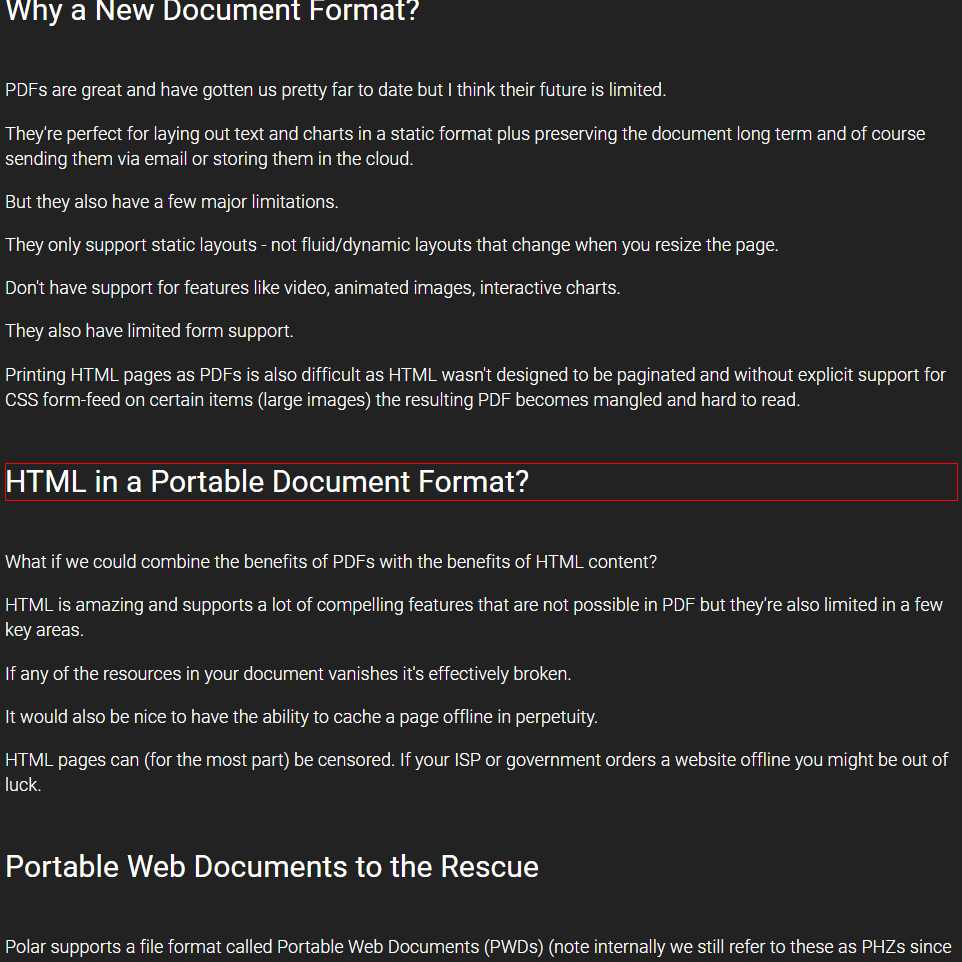 Why a New Document Format?
PDFs are great and have gotten us pretty far to date but I think their future is limited.
They're perfect for laying out text and charts in a static format plus preserving the document long term and of course
sending them via email or storing them in the cloud.
But they also have a few major limitations.
They only support static layouts - not fluid/dynamic layouts that change when you resize the page.
Don't have support for features like video, animated images, interactive charts.
They also have limited form support.
Printing HTML pages as PDFs is also difficult as HTML wasn't designed to be paginated and without explicit support for
CSS form-feed on certain items (large images) the resulting PDF becomes mangled and hard to read.
HTML in a Portable Document Format?
What if we could combine the benefits of PDFs with the benefits of HTML content?
HTML is amazing and supports a lot of compelling features that are not possible in PDF but they're also limited in a few
key areas.
If any of the resources in your document vanishes it's effectively broken.
It would also be nice to have the ability to cache a page offline in perpetuity.
HTML pages can (for the most part) be censored. If your ISP or government orders a website offline you might be out of
luck.
Portable Web Documents to the Rescue
Polar supports a file format called Portable Web Documents (PWDs) (note internally we still refer to these as PHZs since